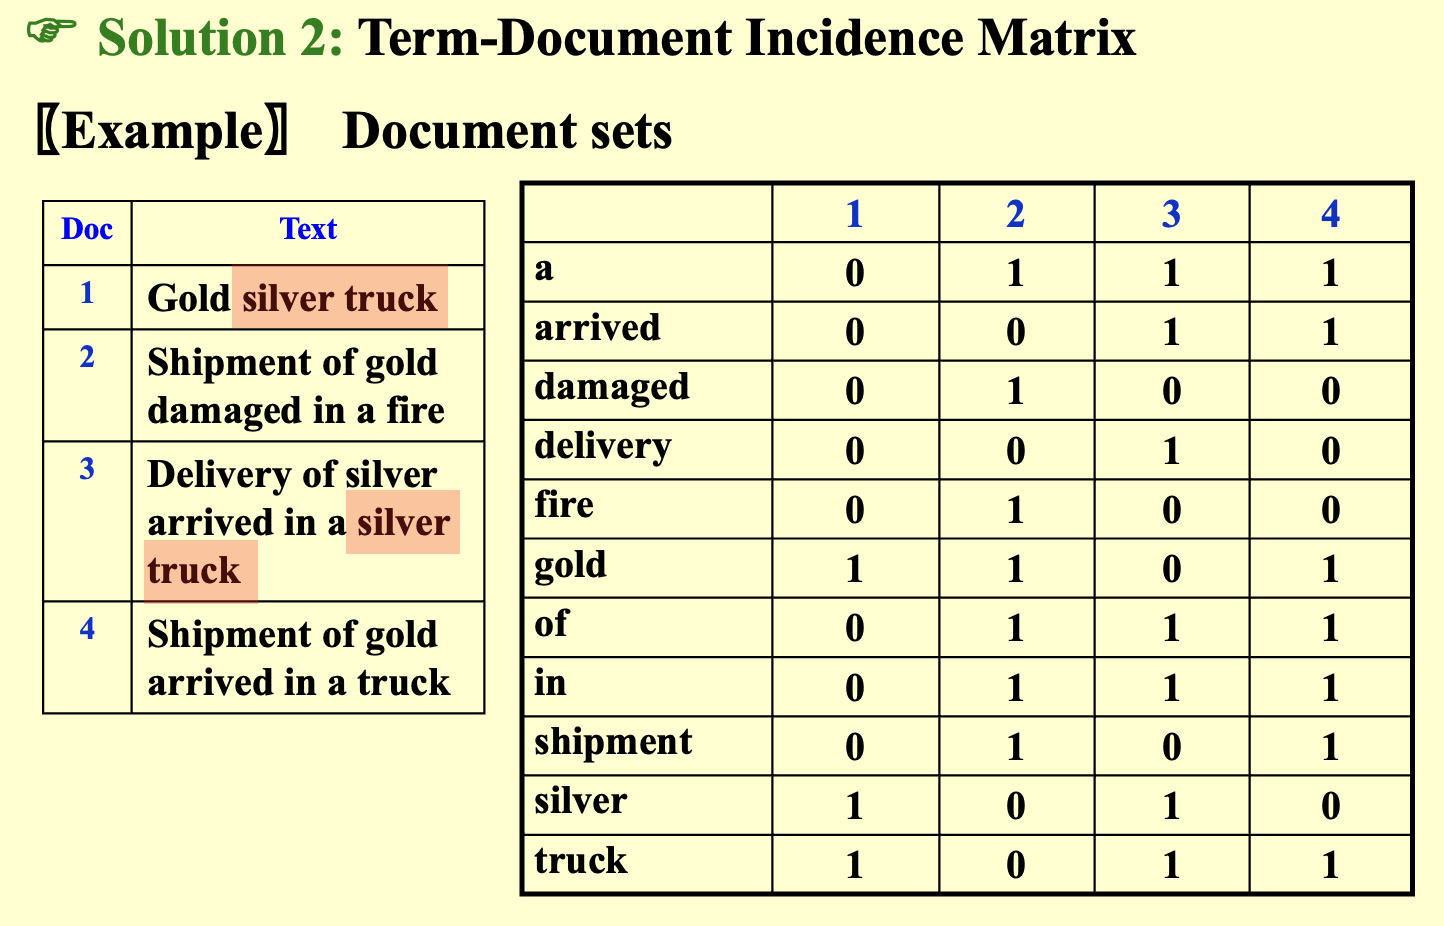 ☞ Solution 2: Term-Document Incidence Matrix
〖Example〗 Document sets
Doc Text
1 Gold silver truck
2 Shipment of gold
damaged in a fire
3 Delivery of silver
arrived in a silver
truck
4 Shipment of gold
arrived in a truck
1 2 3 4
a 0 1 1 1
arrived 0 0 1 1
damaged 0 1 0 0
delivery 0 0 1 0
fire 0 1 0 0
gold 1 1 0 1
of 0 1 1 1
in 0 1 1 1
shipment 0 1 0 1
silver 1 0 1 0
truck 1 0 1 1